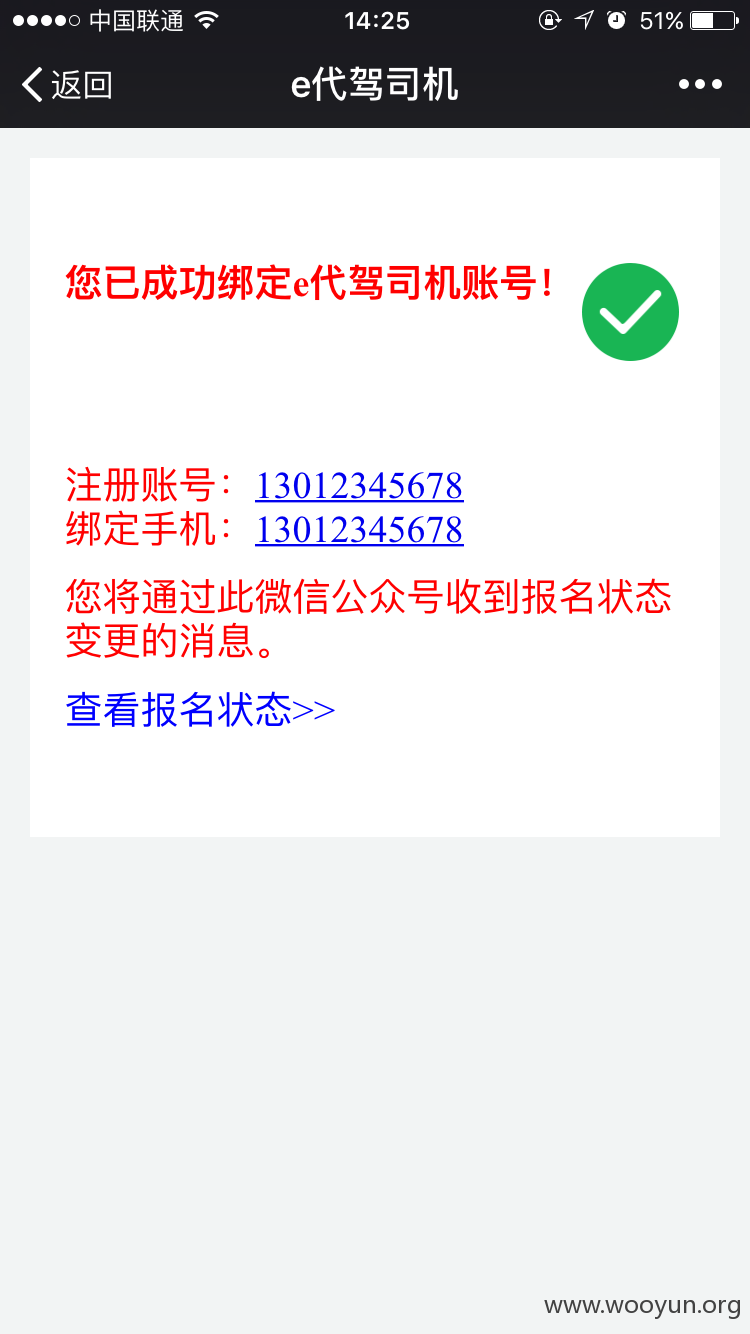 中国联通 14:25 51%
返回 e代驾司机
您已成功绑定e代驾司机账号！
注册账号：13012345678
绑定手机：13012345678
您将通过此微信公众号收到报名状态
变更的消息。
查看报名状态>>
www.wooyun.org